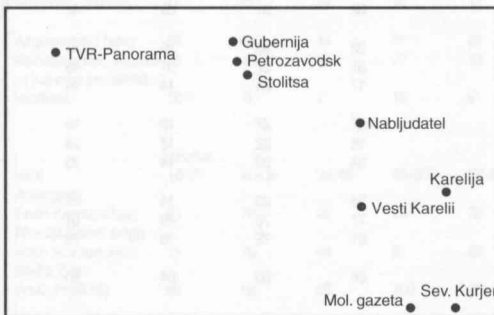 Gubernija
TVR-Panorama
Petrozavodsk
Stolitsa
Nabljudatel
Karelija
Vesti Karelii
Mol. gazeta
Sev. Kurjer